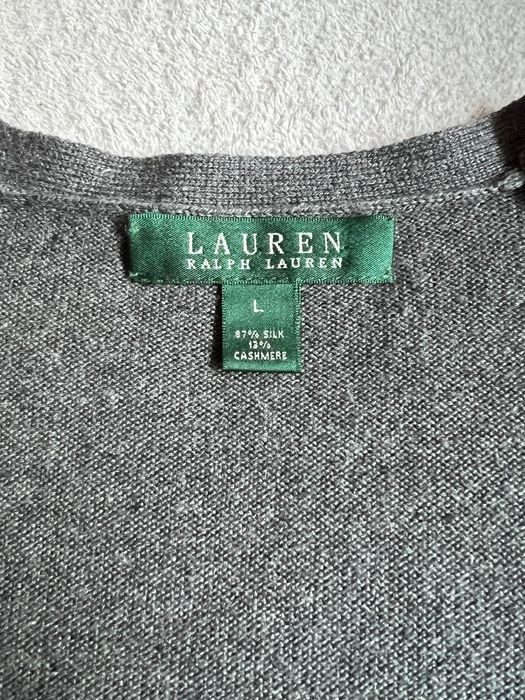 LAUREN
RALPH LAUREN
L
87% SILK
13%
CASHMERE